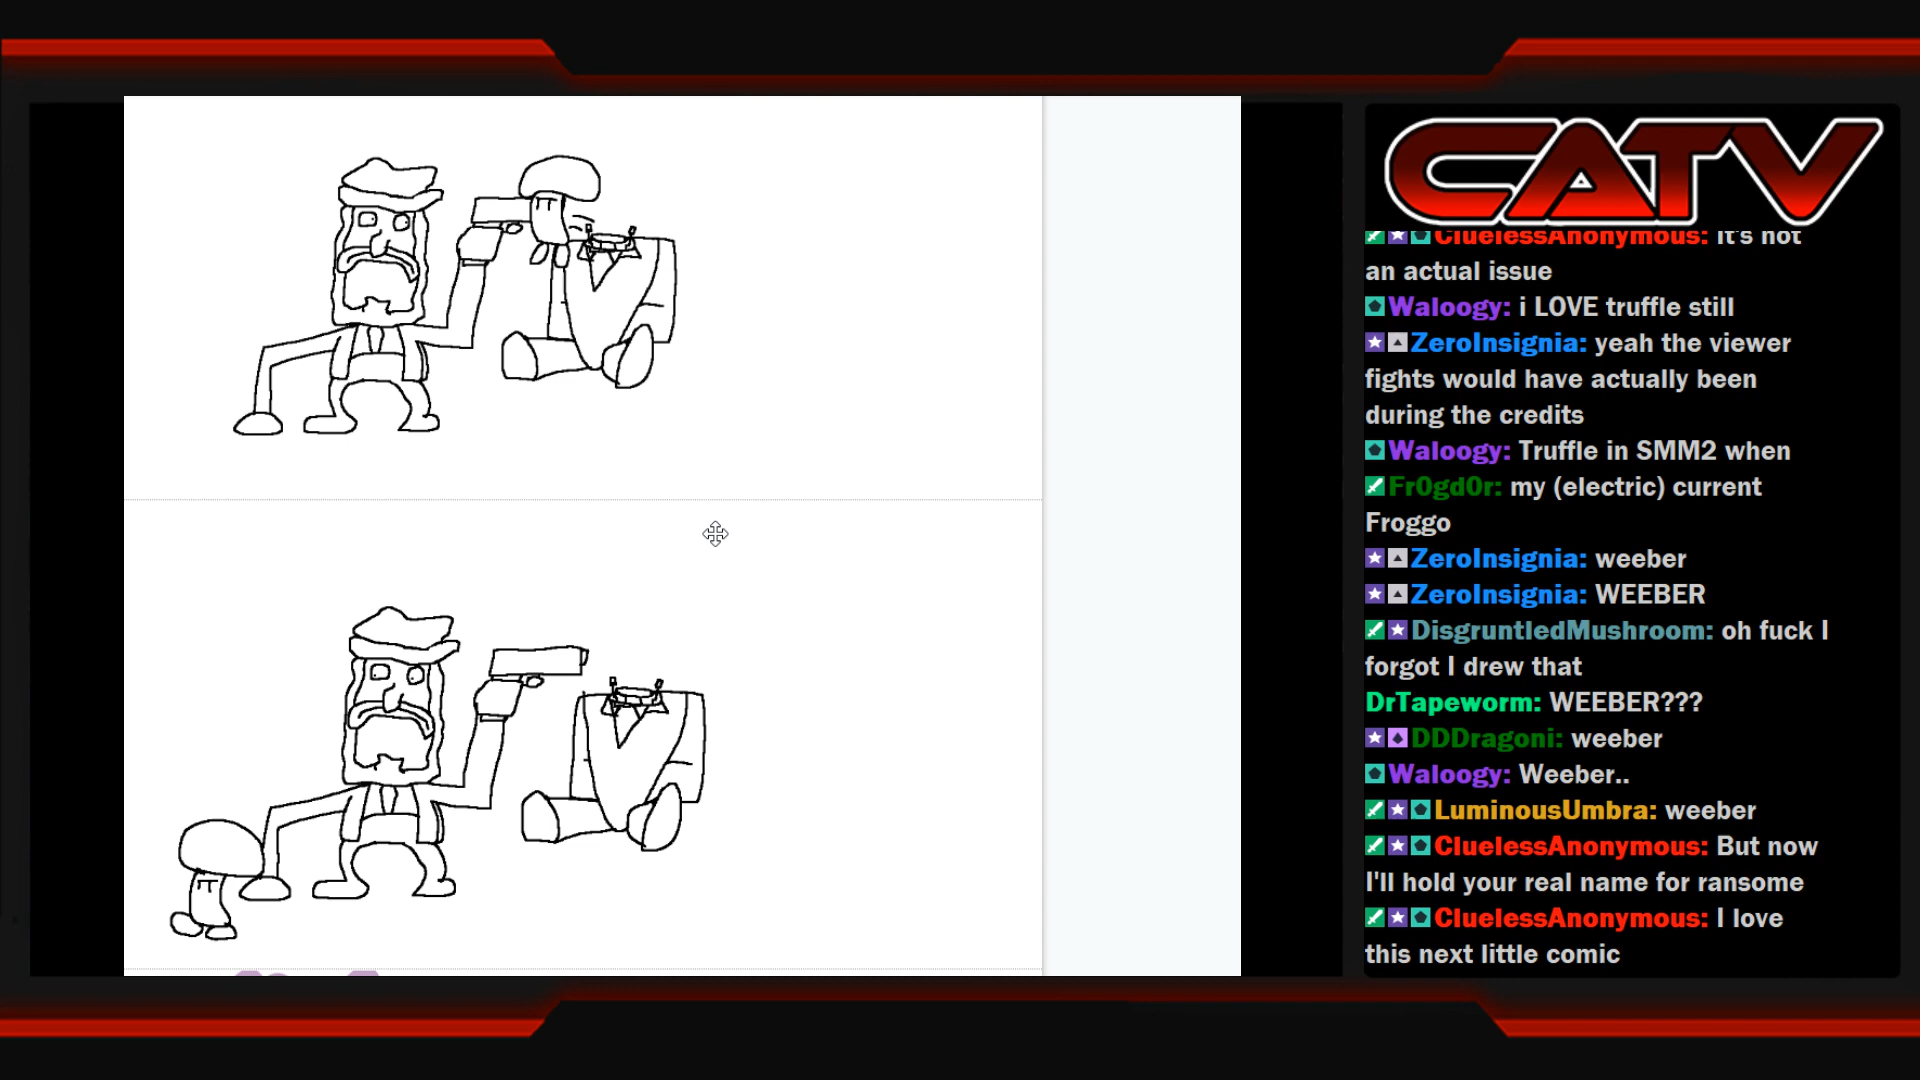 CATV
CluelessAnonymous: It's not
an actual issue
Waloogy: i LOVE truffle still
ZeroInsignia: yeah the viewer
fights would have actually been
during the credits
Waloogy: Truffle in SMM2 when
Fr0gd0r: my (electric) current
Froggo
ZeroInsignia: weeber
ZeroInsignia: WEEBER
DisgruntledMushroom: oh fuck I
forgot I drew that
DrTapeworm: WEEBER???
DDDragoni: weeber
Waloogy: Weeber..
LuminousUmbra: weeber
CluelessAnonymous: But now
I'll hold your real name for ransome
CluelessAnonymous: I love
this next little comic